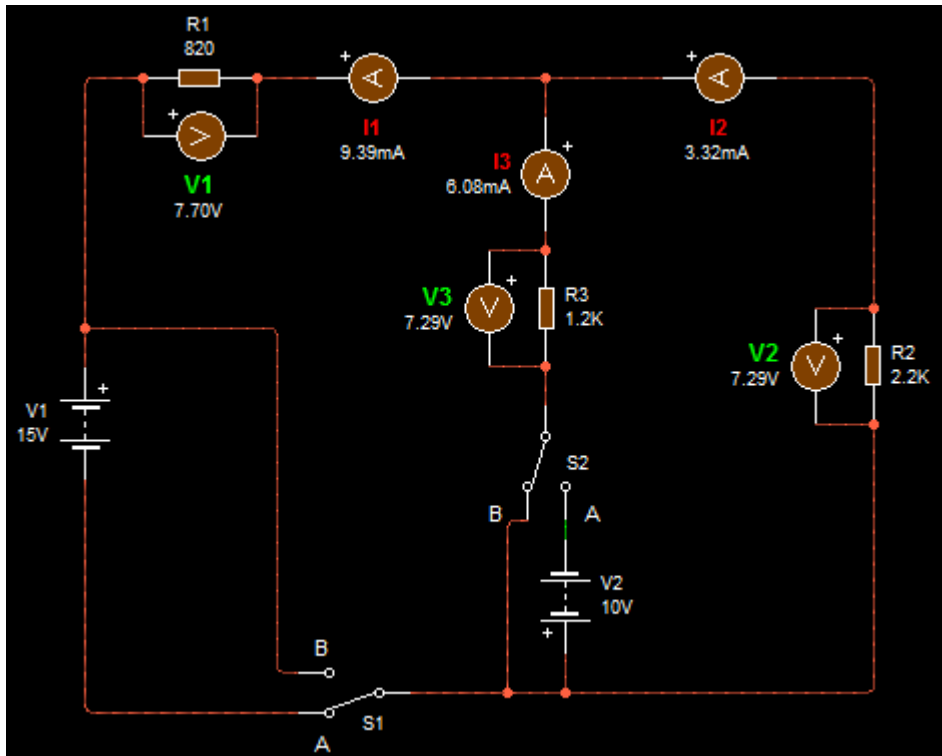 R1
820
+
+
+
A
A
I1
9.39mA
I2
3.32mA
+
V
V1
7.70V
I3
6.08mA
+
A
V3
7.29V
+
V
R3
1.2K
V2
7.29V
+
V
R2
2.2K
V1
15V
+
S2
B
A
V2
10V
+
B
A
S1